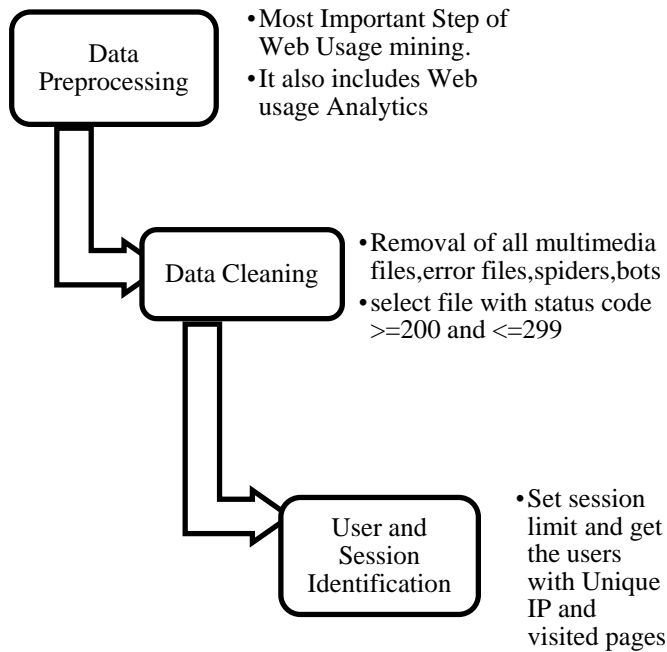 Data
Preprocessing
•Most Important Step of
Web Usage mining.
•It also includes Web
usage Analytics
Data Cleaning
•Removal of all multimedia
files,error files,spiders,bots
•select file with status code
>=200 and <=299
User and
Session
Identification
•Set session
limit and get
the users
with Unique
IP and
visited pages